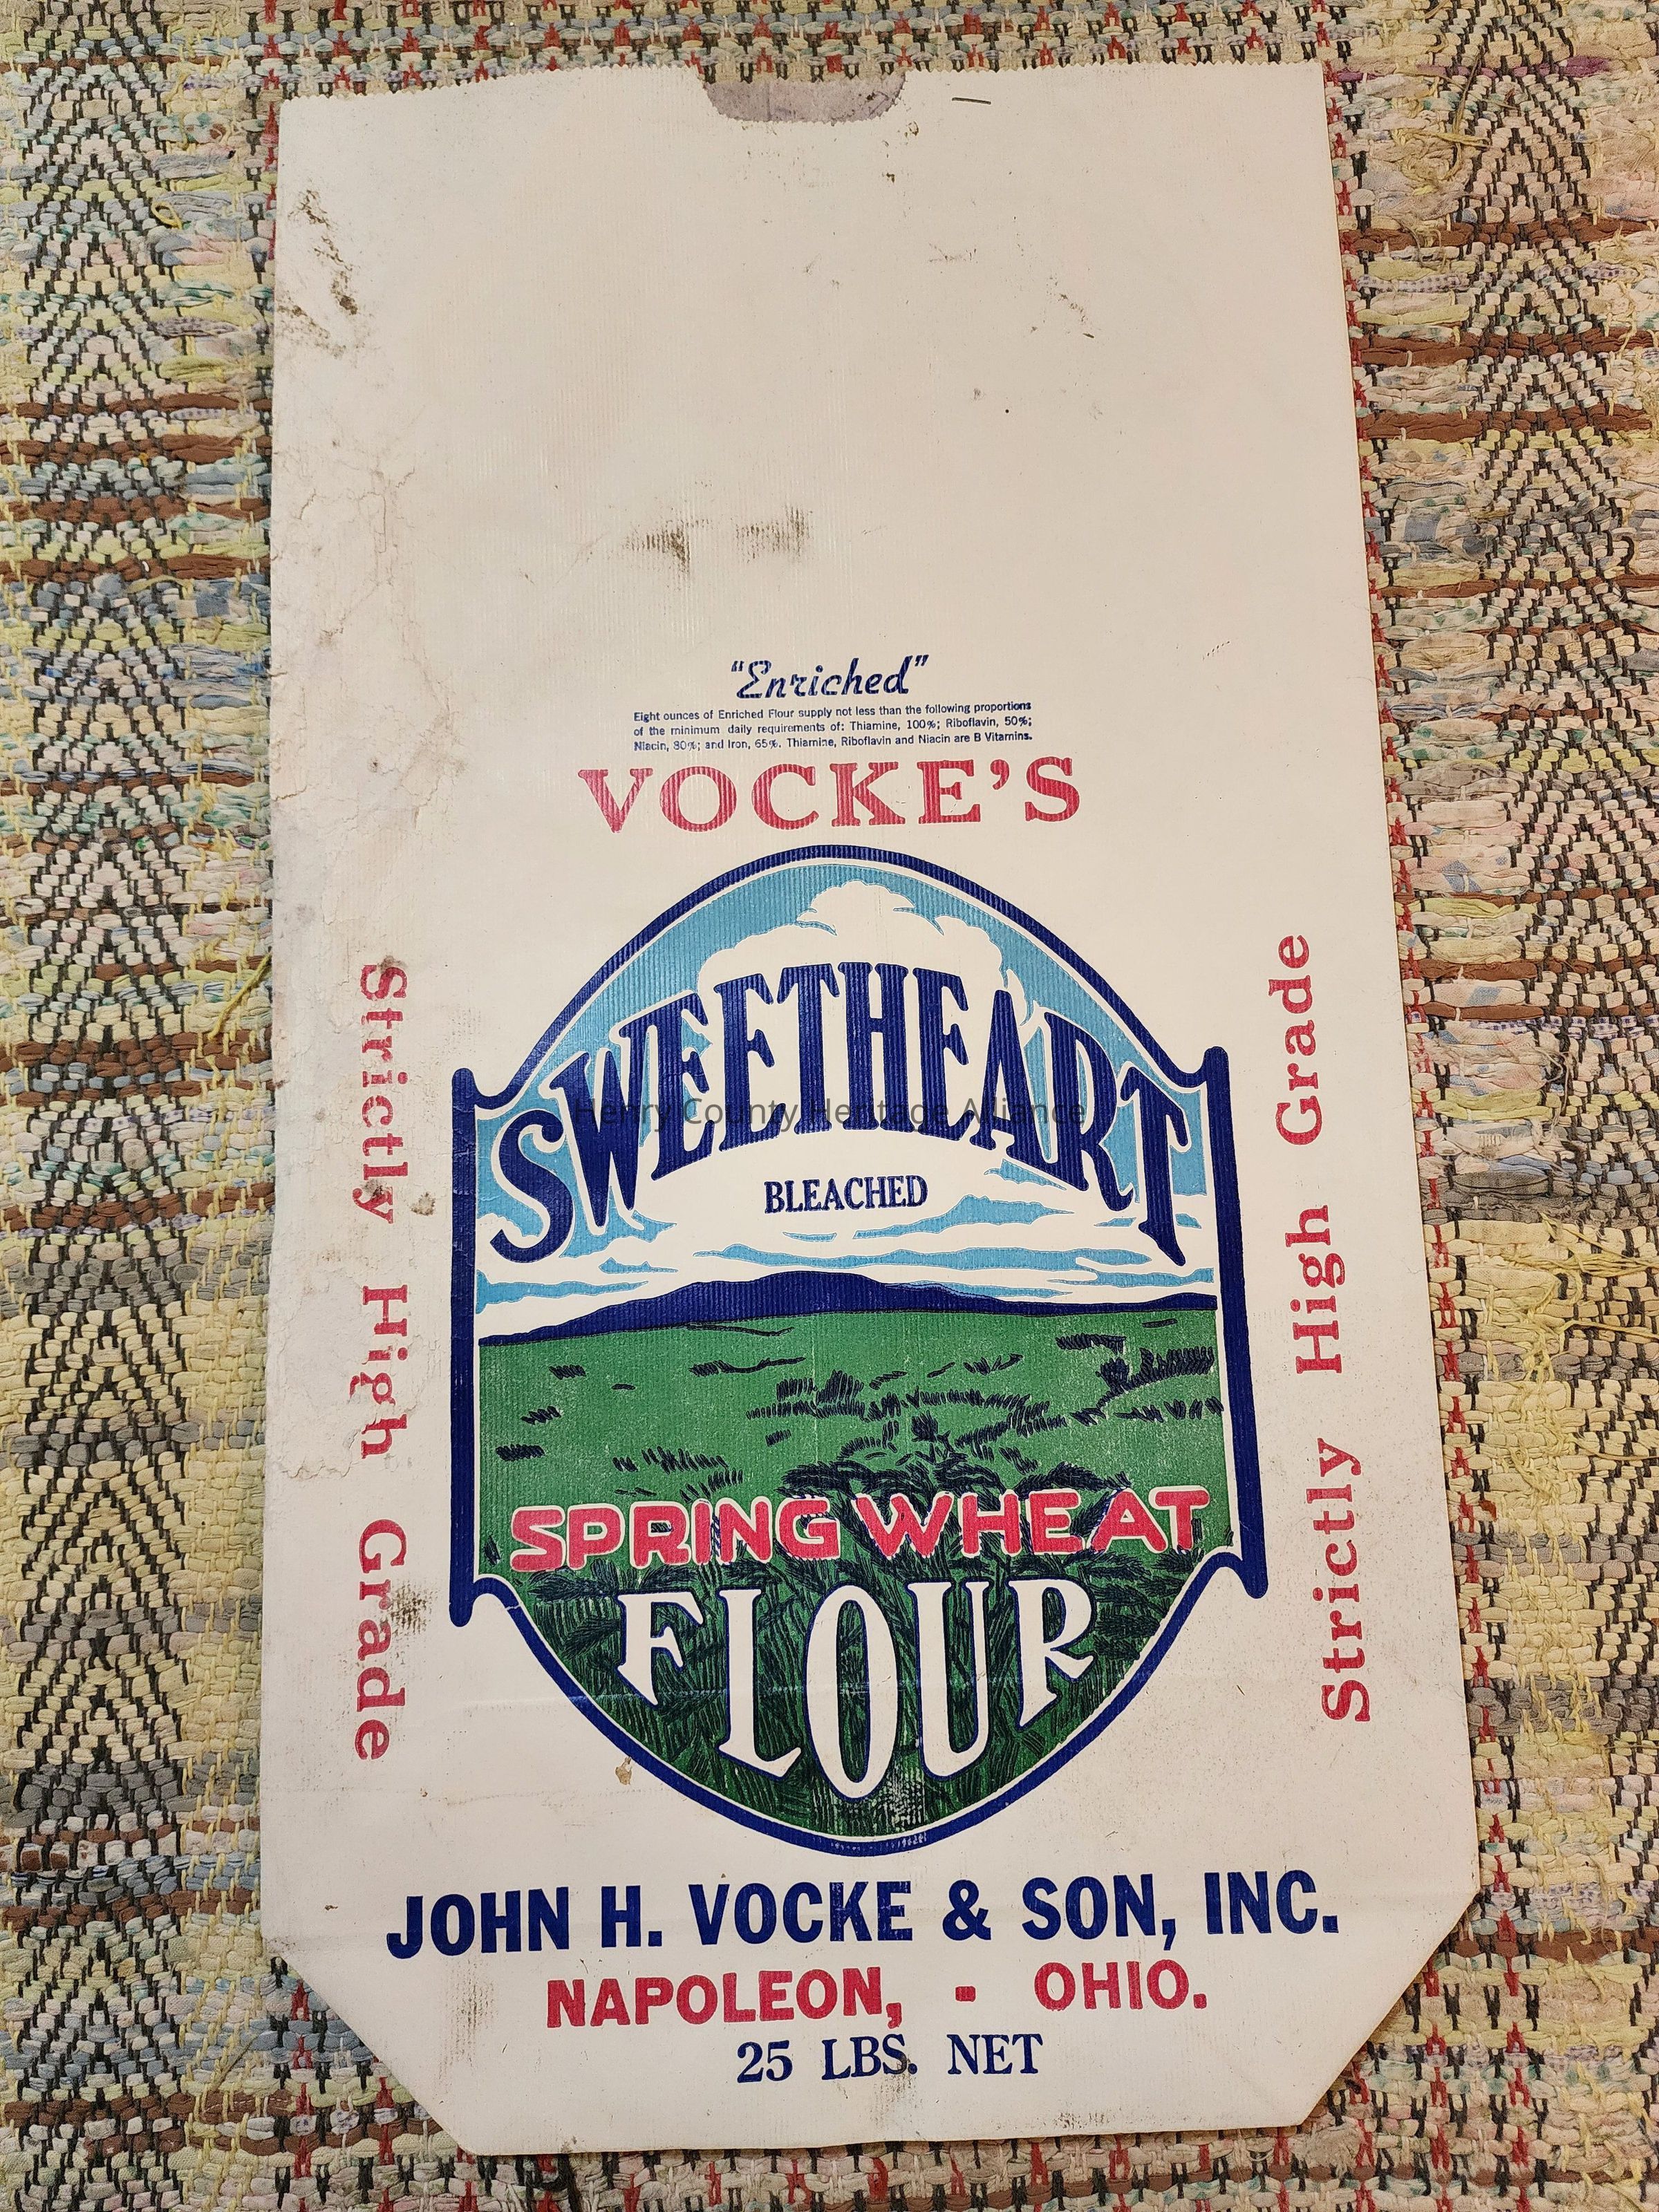 "Enriched"
Eight ounces of Enriched Flour supply not less than the following proportions
of the minimum daily requirements of: Thiamine, 100%; Riboflavin, 50%;
Niacin, 80%; and Iron, 65%. Thiamine, Riboflavin and Niacin are B Vitamins.
VOCKE'S
SWEETHEART
Henry County Heritage Alliance
BLEACHED
Strictly High Grade
Strictly High Grade
SPRING WHEAT
FLOUR
JOHN H. VOCKE & SON, INC.
NAPOLEON, - OHIO.
25 LBS. NET